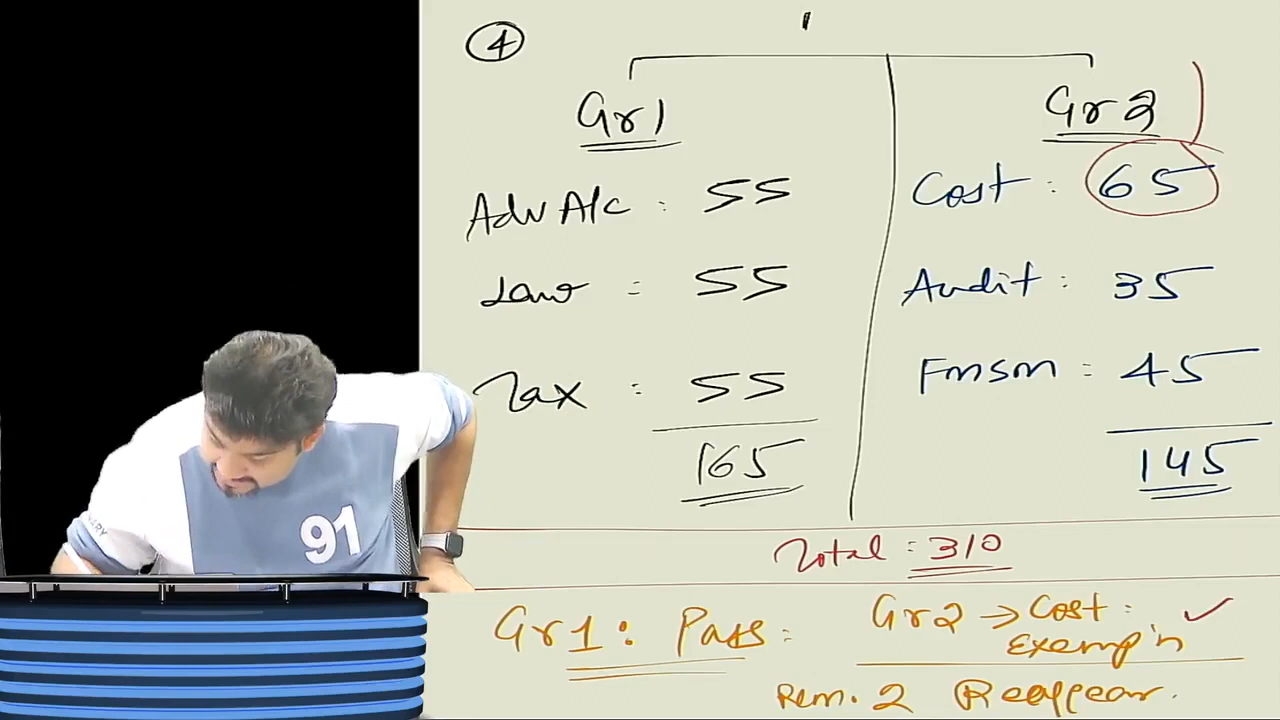 4
Gr1
Adv A/c : 55
Law = 55
Tax : 55
165
Gr2
Cost : 65
Audit : 35
Fmsm : 45
145
Total : 310
Gr1 : Pass :
Gr2 → Cost : ✓
Exemp'n
Rem. 2 Reappear.
91